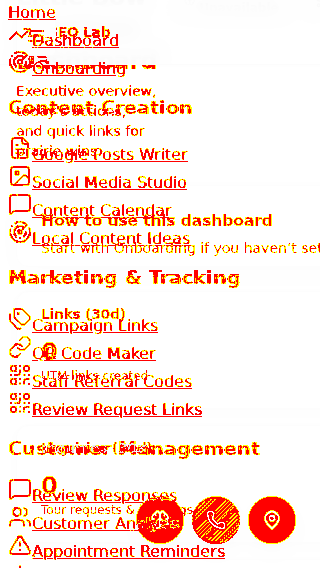 Home
EO Lab
Dashboard
Onboarding
Executive overview,
Content Creation
today's actions,
and quick links for
Google Posts Writer
Social Media Studio
Content Calendar
How to use this dashboard
Local Content Ideas
Start with Onboarding if you haven't set
Marketing & Tracking
Links (30d)
Campaign Links
0
QR Code Maker
UTM links created
Staff Referral Codes
Review Request Links
Customer Management
0
Review Responses
Tour requests &
Customer
Appointment Reminders